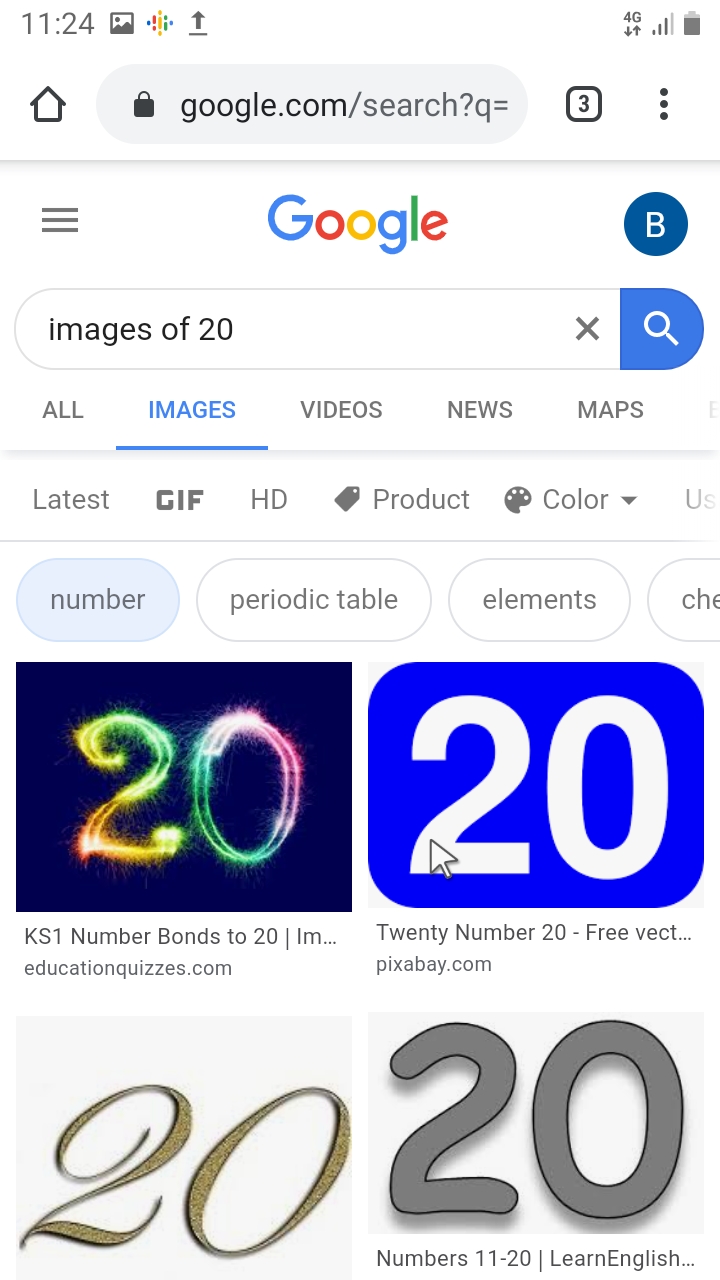 11:24
4G
google.com/search?q=
3
Google
B
images of 20
ALL IMAGES VIDEOS NEWS MAPS
Latest GIF HD Product Color Us
number periodic table elements che
20
20
KS1 Number Bonds to 20 | Im...
educationquizzes.com
Twenty Number 20 - Free vect...
pixabay.com
20
20
Numbers 11-20 | LearnEnglish...